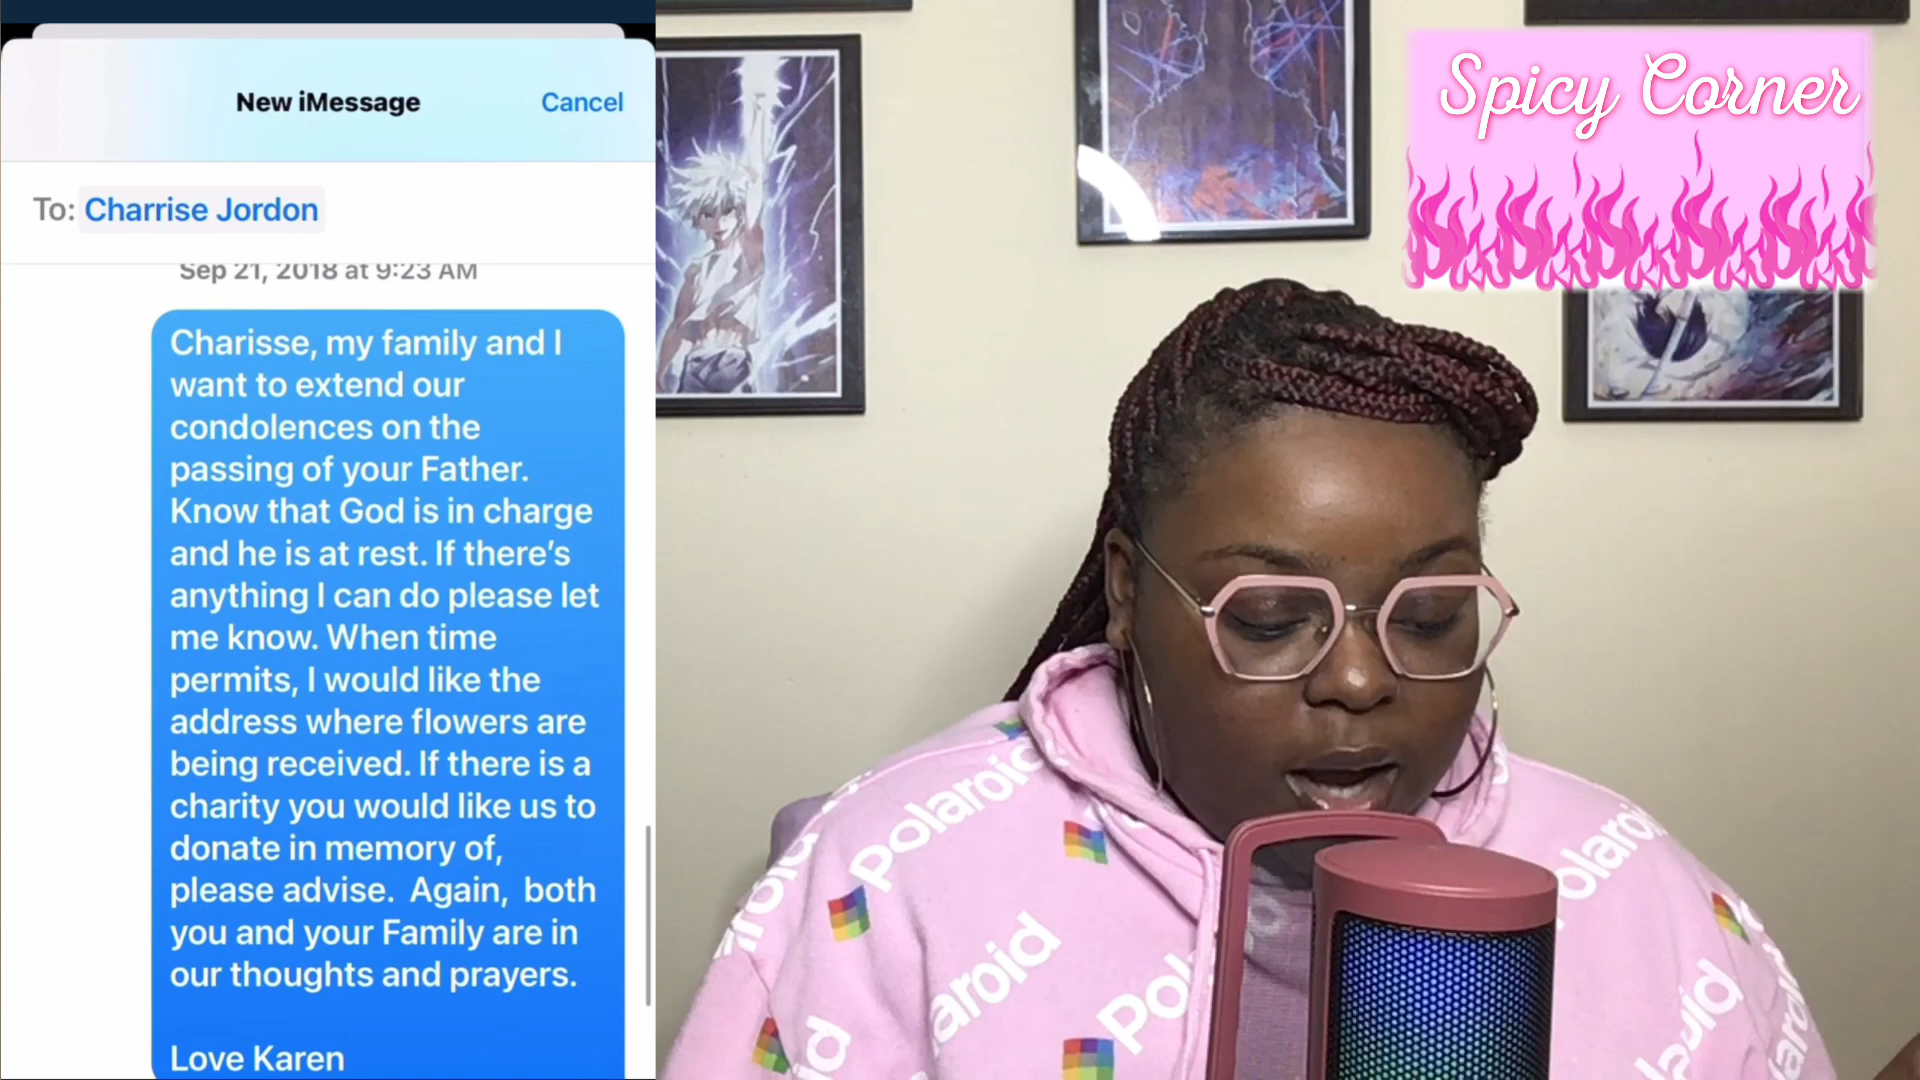 New iMessage
Cancel
To: Charrise Jordon
Sep 21, 2018 at 9:23 AM
Charisse, my family and I
want to extend our
condolences on the
passing of your Father.
Know that God is in charge
and he is at rest. If there's
anything I can do please let
me know. When time
permits, I would like the
address where flowers are
being received. If there is a
charity you would like us to
donate in memory of,
please advise.  Again,  both
you and your Family are in
our thoughts and prayers.
Love Karen
Spicy Corner
Polaroid
Polaroid